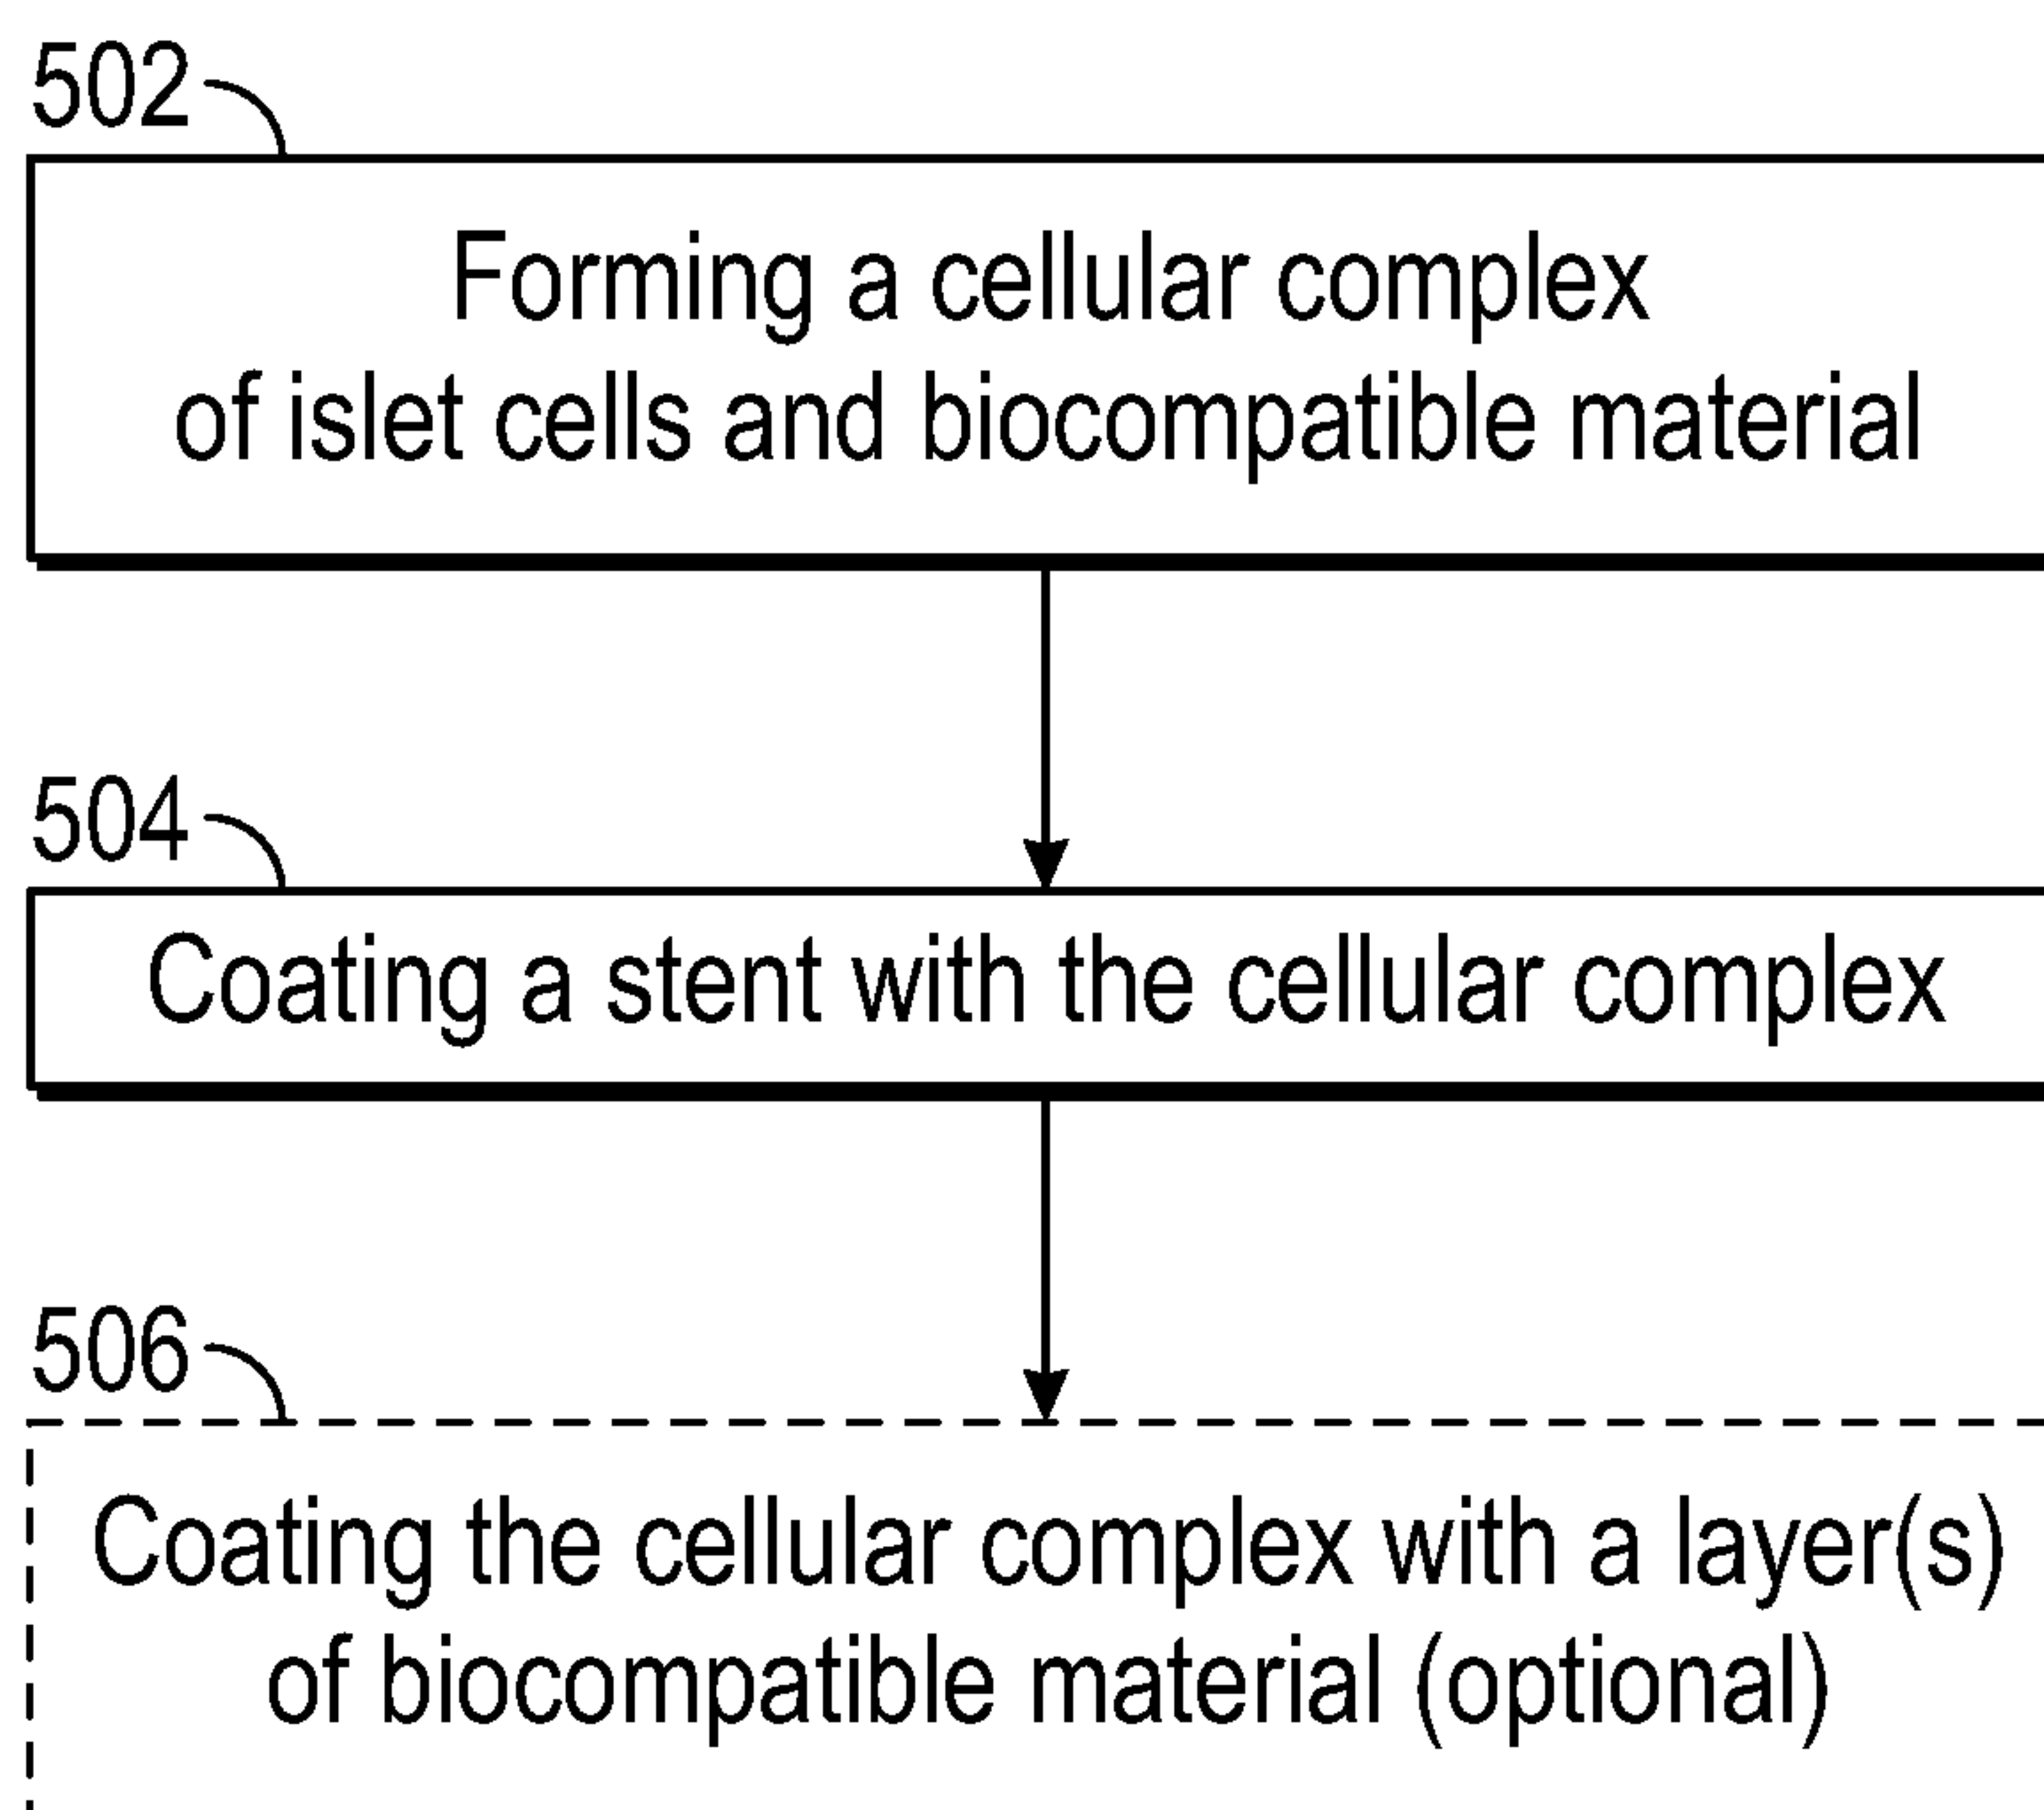 502
Forming a cellular complex
of islet cells and biocompatible material
504
Coating a stent with the cellular complex
506
Coating the cellular complex with a layer(s)
of biocompatible material (optional)